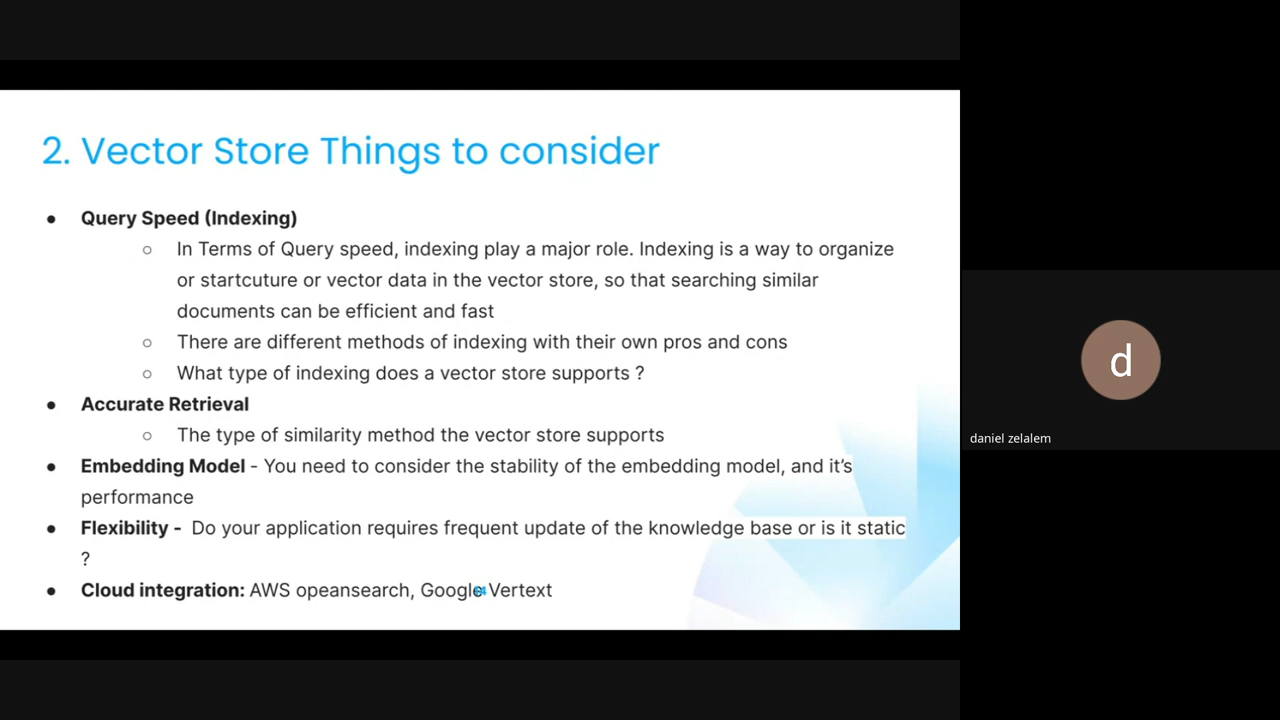 2. Vector Store Things to consider
● Query Speed (Indexing)
○ In Terms of Query speed, indexing play a major role. Indexing is a way to organize
or startcuture or vector data in the vector store, so that searching similar
documents can be efficient and fast
○ There are different methods of indexing with their own pros and cons
○ What type of indexing does a vector store supports ?
● Accurate Retrieval
○ The type of similarity method the vector store supports
● Embedding Model - You need to consider the stability of the embedding model, and it's
performance
● Flexibility - Do your application requires frequent update of the knowledge base or is it static
?
● Cloud integration: AWS opeansearch, Google Vertext
d
daniel zelalem